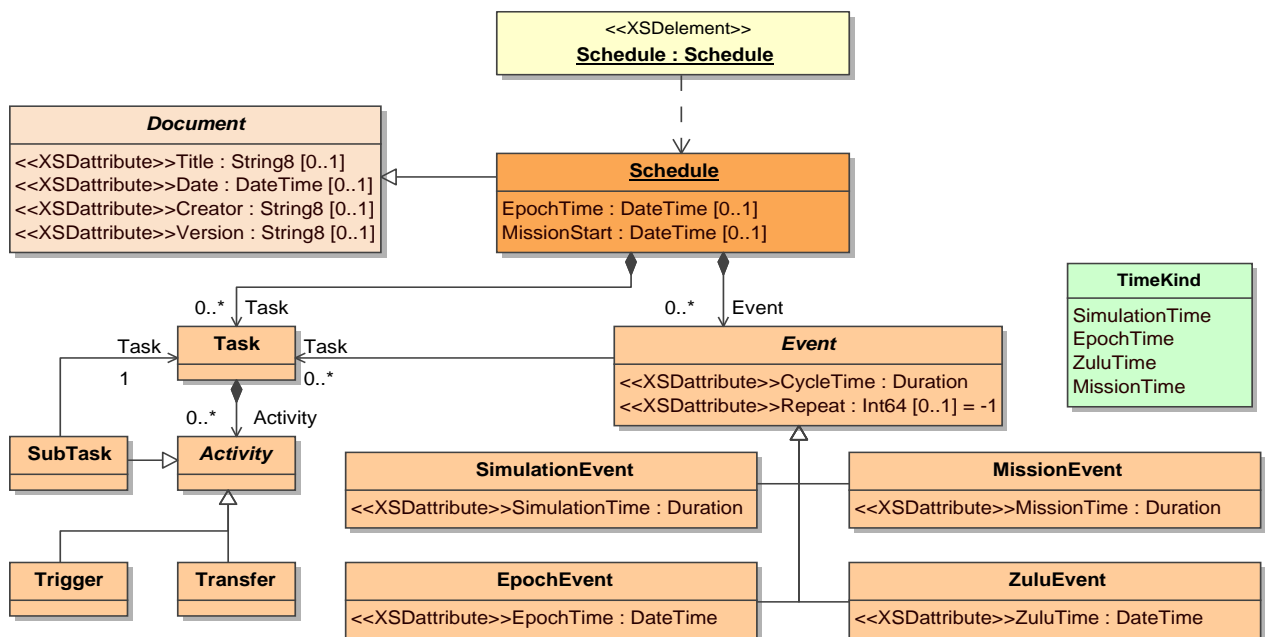 <<XSDelement>>
Schedule : Schedule
Document
<<XSDattribute>>Title : String8 [0..1]
<<XSDattribute>>Date : DateTime [0..1]
<<XSDattribute>>Creator : String8 [0..1]
<<XSDattribute>>Version : String8 [0..1]
Schedule
EpochTime : DateTime [0..1]
MissionStart : DateTime [0..1]
0..* Task
0..* Event
TimeKind
SimulationTime
EpochTime
ZuluTime
MissionTime
Task
Task
1
Task
0..*
Event
<<XSDattribute>>CycleTime : Duration
<<XSDattribute>>Repeat : Int64 [0..1] = -1
0..* Activity
SubTask
Activity
SimulationEvent
<<XSDattribute>>SimulationTime : Duration
MissionEvent
<<XSDattribute>>MissionTime : Duration
Trigger
Transfer
EpochEvent
<<XSDattribute>>EpochTime : DateTime
ZuluEvent
<<XSDattribute>>ZuluTime : DateTime